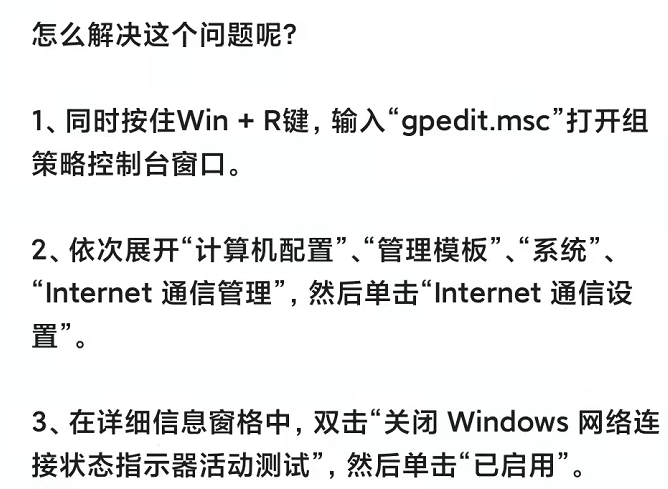 怎么解决这个问题呢?
1、同时按住Win + R键，输入“gpedit.msc”打开组
策略控制台窗口。
2、依次展开“计算机配置”、“管理模板”、“系统”、
“Internet 通信管理”，然后单击“Internet 通信设
置”。
3、在详细信息窗格中，双击“关闭 Windows 网络连
接状态指示器活动测试”，然后单击“已启用”。